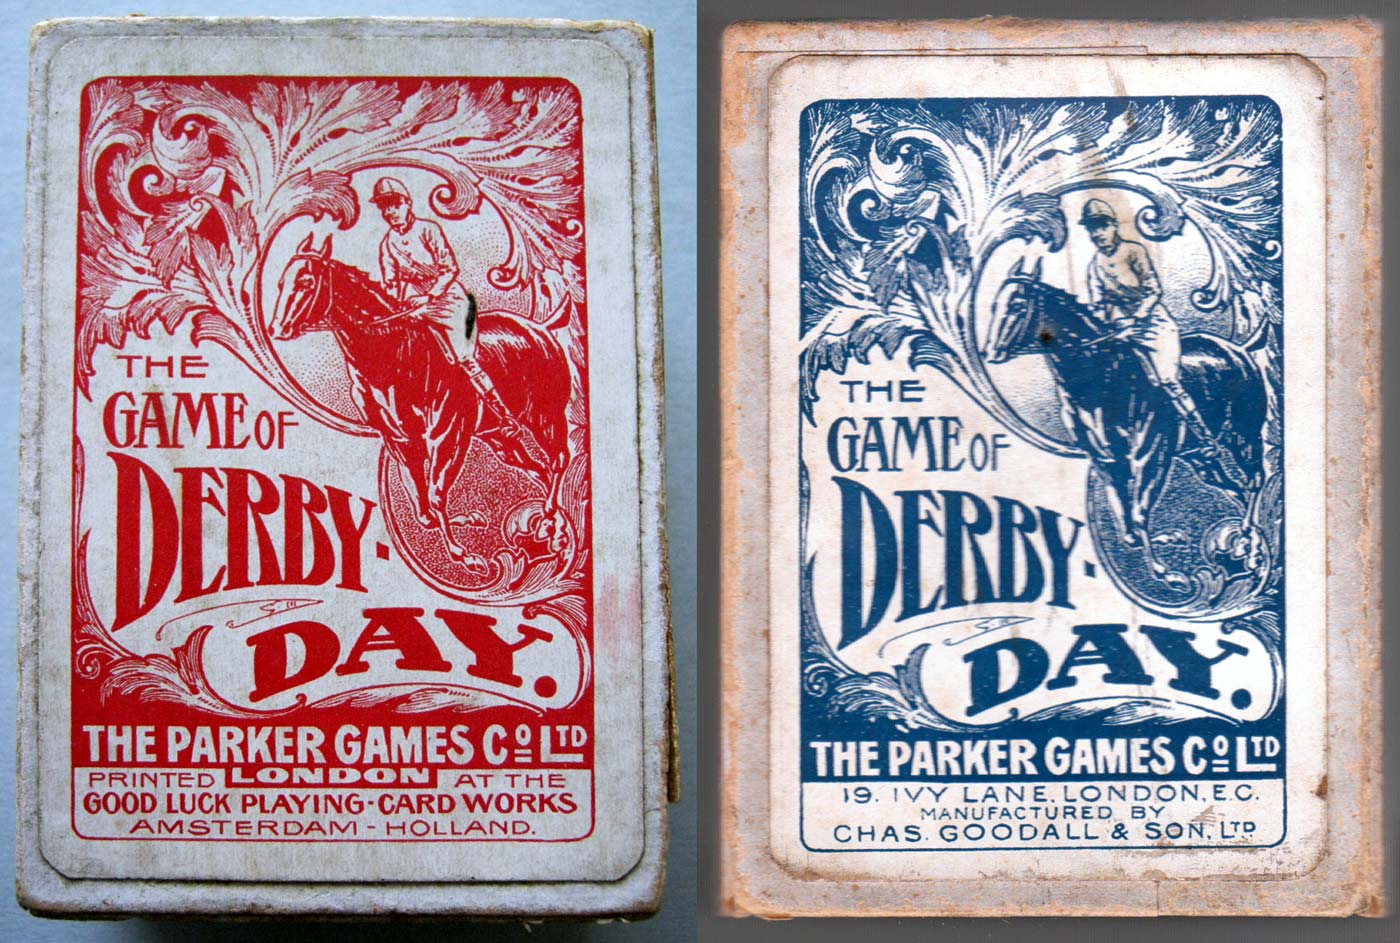 THE
GAME OF
DERBY-
DAY.
THE PARKER GAMES Co LTD
PRINTED LONDON AT THE
GOOD LUCK PLAYING-CARD WORKS
AMSTERDAM - HOLLAND.
THE
GAME OF
DERBY-
DAY.
THE PARKER GAMES Co LTD
19. IVY LANE, LONDON, E.C.
MANUFACTURED BY
CHAS. GOODALL & SON, LTD